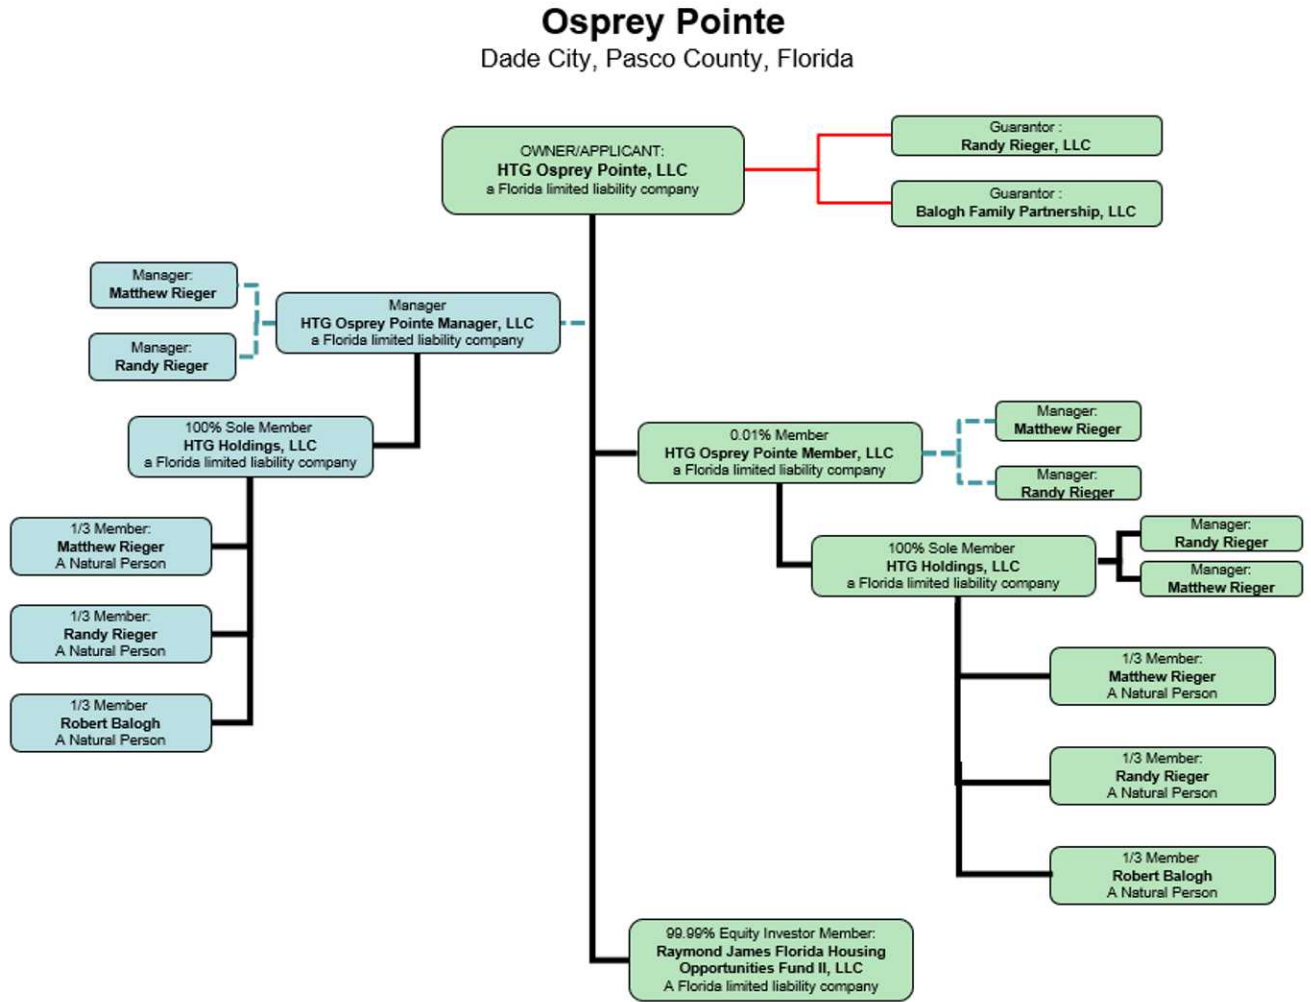 Osprey Pointe
Dade City, Pasco County, Florida
OWNER/APPLICANT:
HTG Osprey Pointe, LLC
a Florida limited liability company
Guarantor :
Randy Rieger, LLC
Guarantor :
Balogh Family Partnership, LLC
Manager:
Matthew Rieger
Manager:
Randy Rieger
Manager
HTG Osprey Pointe Manager, LLC
a Florida limited liability company
100% Sole Member
HTG Holdings, LLC
a Florida limited liability company
1/3 Member:
Matthew Rieger
A Natural Person
1/3 Member:
Randy Rieger
A Natural Person
1/3 Member
Robert Balogh
A Natural Person
0.01% Member
HTG Osprey Pointe Member, LLC
a Florida limited liability company
Manager:
Matthew Rieger
Manager:
Randy Rieger
100% Sole Member
HTG Holdings, LLC
a Florida limited liability company
Manager:
Randy Rieger
Manager:
Matthew Rieger
1/3 Member:
Matthew Rieger
A Natural Person
1/3 Member:
Randy Rieger
A Natural Person
1/3 Member
Robert Balogh
A Natural Person
99.99% Equity Investor Member:
Raymond James Florida Housing
Opportunities Fund II, LLC
A Florida limited liability company